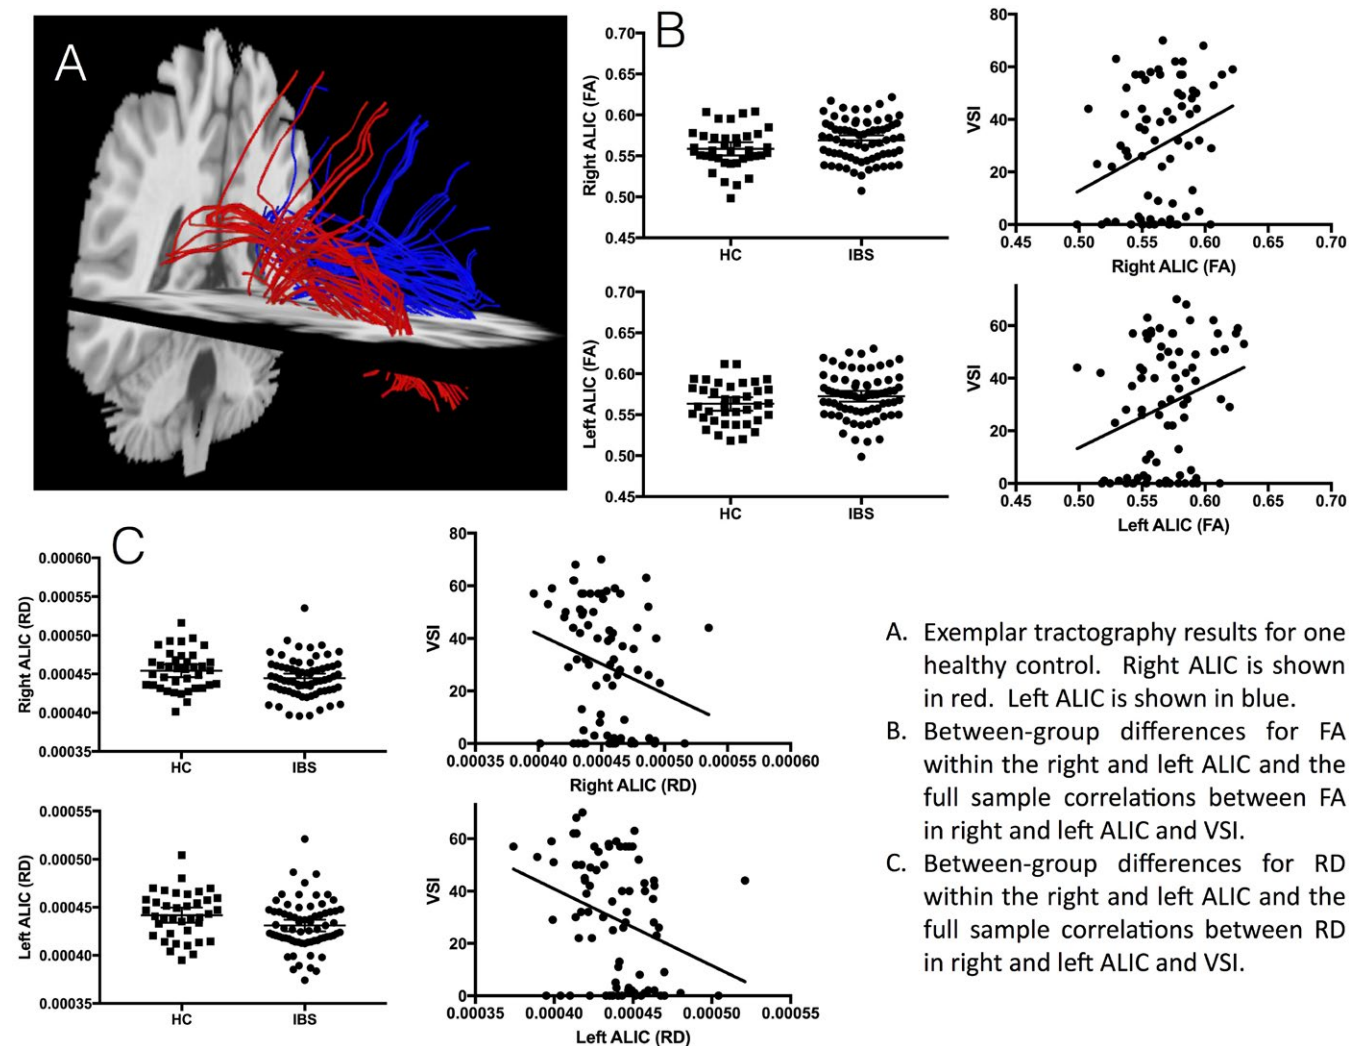 A
B
0.70
0.65
0.60
0.55
0.50
0.45
Right ALIC (FA)
HC
IBS
80
60
40
20
0
VSI
0.45
0.50
0.55
0.60
0.65
0.70
Right ALIC (FA)
0.70
0.65
0.60
0.55
0.50
0.45
Left ALIC (FA)
HC
IBS
60
40
20
0
VSI
0.45
0.50
0.55
0.60
0.65
0.70
Left ALIC (FA)
C
0.00060
0.00055
0.00050
0.00045
0.00040
0.00035
Right ALIC (RD)
HC
IBS
80
60
40
20
0
VSI
0.00035
0.00040
0.00045
0.00050
0.00055
0.00060
Right ALIC (RD)
0.00055
0.00050
0.00045
0.00040
0.00035
Left ALIC (RD)
HC
IBS
60
40
20
0
VSI
0.00035
0.00040
0.00045
0.00050
0.00055
Left ALIC (RD)
A. Exemplar tractography results for one
healthy control. Right ALIC is shown
in red. Left ALIC is shown in blue.
B. Between-group differences for FA
within the right and left ALIC and the
full sample correlations between FA
in right and left ALIC and VSI.
C. Between-group differences for RD
within the right and left ALIC and the
full sample correlations between RD
in right and left ALIC and VSI.